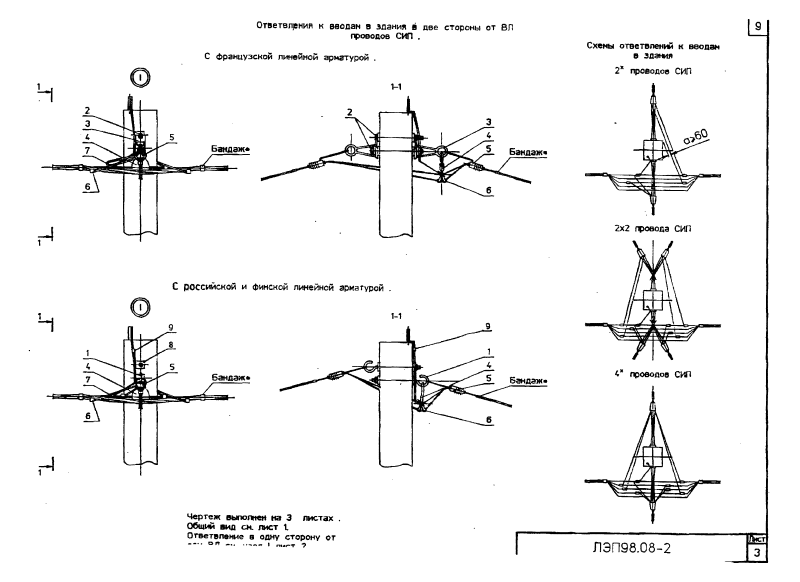 Ответвления к вводам в здания в две стороны от ВЛ
проводов СИП .
9
С французской линейной арматурой .
Схемы ответвлений к вводам
в здания
2х проводов СИП
1
I
1-1
2
3
4
7
5
Бандаж*
6
1
2
3
4
5
Бандаж*
6
α>60
2х2 провода СИП
С российской и финской линейной арматурой .
1
I
1-1
9
8
1
4
7
5
Бандаж*
6
1
9
1
4
5
Бандаж*
6
4х проводов СИП
Чертеж выполнен на 3 листах .
Общий вид см. лист 1.
Ответвление в одну сторону от
ЛЭП98.08-2
Лист
3